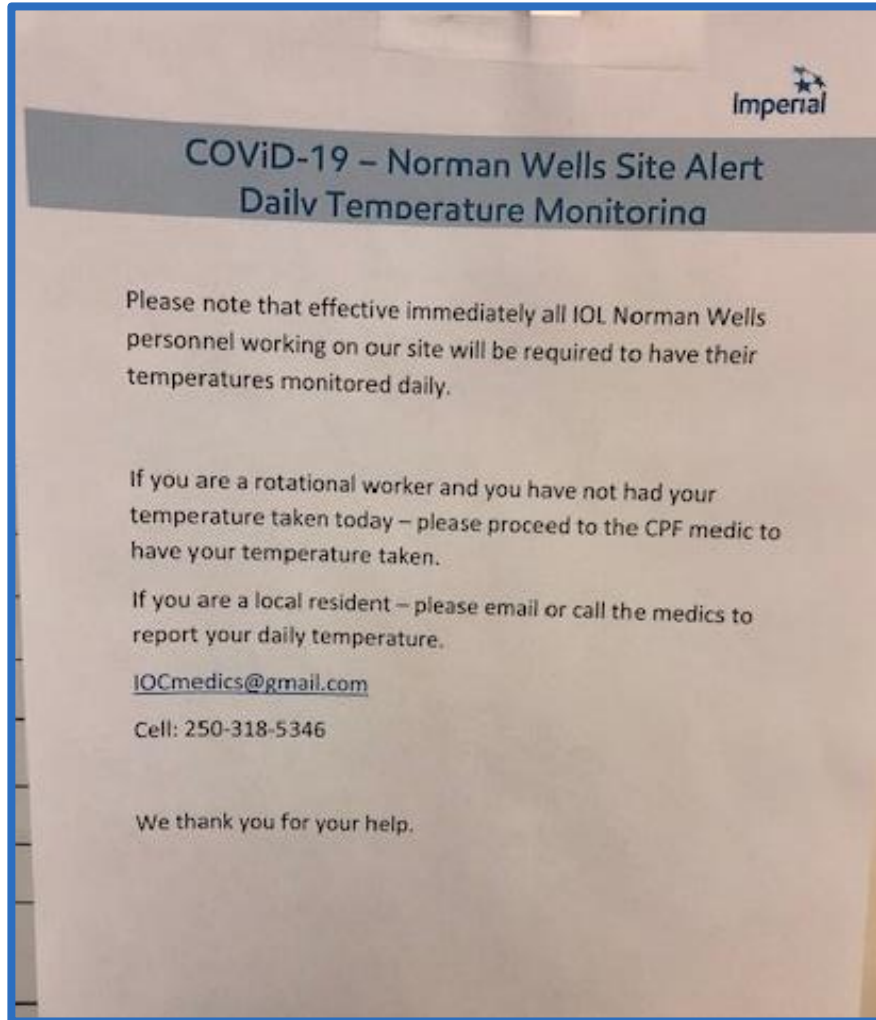 Imperial
COViD-19 – Norman Wells Site Alert
Daily Temperature Monitoring
Please note that effective immediately all IOL Norman Wells
personnel working on our site will be required to have their
temperatures monitored daily.
If you are a rotational worker and you have not had your
temperature taken today – please proceed to the CPF medic to
have your temperature taken.
If you are a local resident – please email or call the medics to
report your daily temperature.
IOCmedics@gmail.com
Cell: 250-318-5346
We thank you for your help.